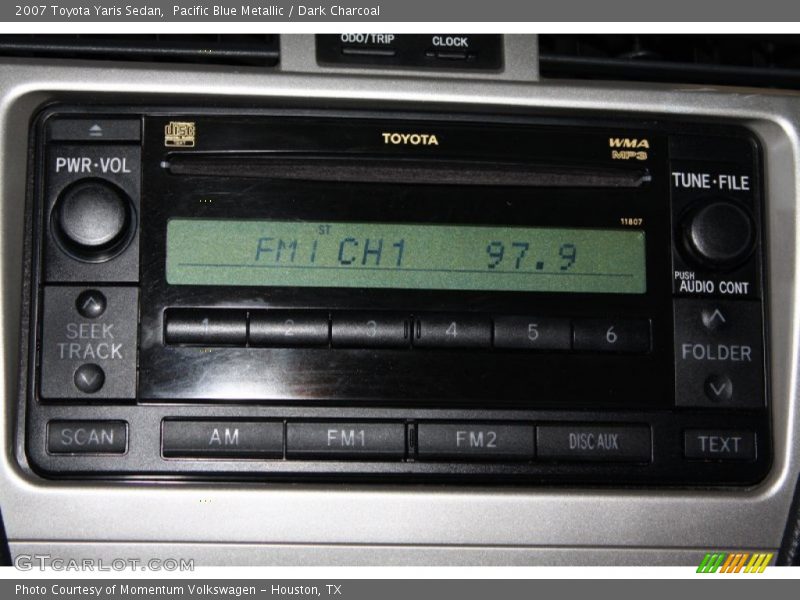 2007 Toyota Yaris Sedan,  Pacific Blue Metallic / Dark Charcoal
ODO/TRIP CLOCK
TOYOTA
WMA
MP3
PWR·VOL
TUNE·FILE
11807
ST
FM1 CH1 97.9
PUSH
AUDIO CONT
1 2 3 4 5 6
SEEK
TRACK
FOLDER
SCAN AM FM1 FM2 DISC·AUX TEXT
GTCARLOT.COM
Photo Courtesy of Momentum Volkswagen – Houston, TX